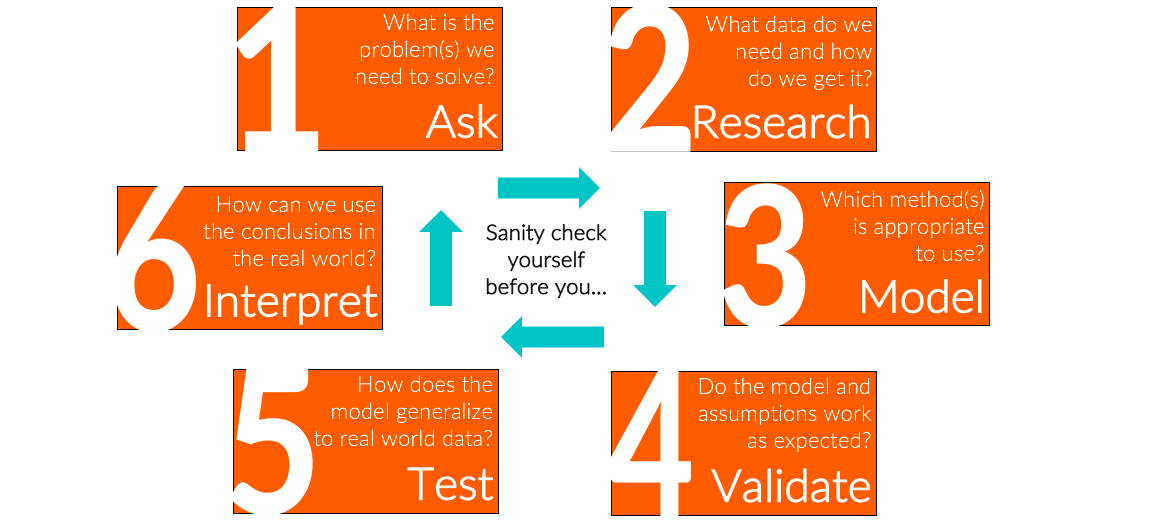 1
What is the
problem(s) we
need to solve?
Ask
2
What data do we
need and how
do we get it?
Research
3
Which method(s)
is appropriate
to use?
Model
4
Do the model and
assumptions work
as expected?
Validate
5
How does the
model generalize
to real world data?
Test
6
How can we use
the conclusions in
the real world?
Interpret
Sanity check
yourself
before you...